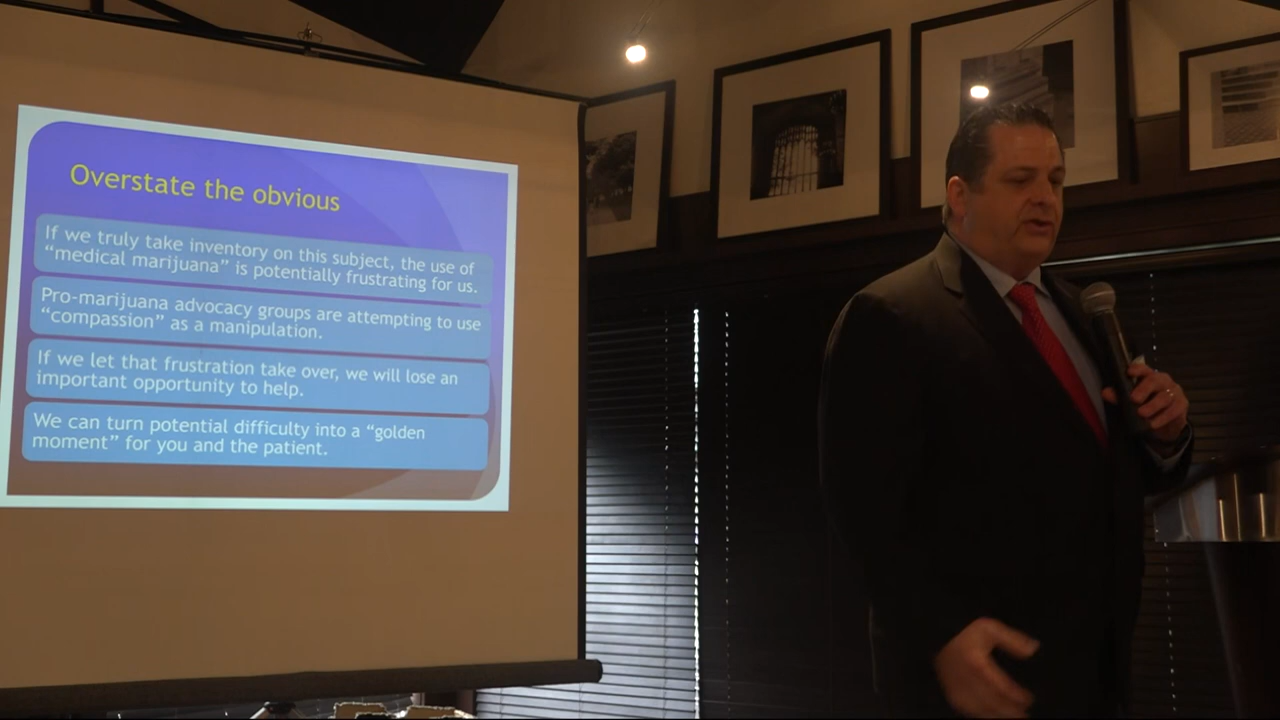 Overstate the obvious
If we truly take inventory on this subject, the use of
“medical marijuana” is potentially frustrating for us.
Pro-marijuana advocacy groups are attempting to use
“compassion” as a manipulation.
If we let that frustration take over, we will lose an
important opportunity to help.
We can turn potential difficulty into a “golden
moment” for you and the patient.